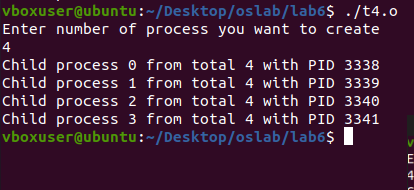 vboxuser@ubuntu:~/Desktop/oslab/lab6$ ./t4.o
Enter number of process you want to create
4
Child process 0 from total 4 with PID 3338
Child process 1 from total 4 with PID 3339
Child process 2 from total 4 with PID 3340
Child process 3 from total 4 with PID 3341
vboxuser@ubuntu:~/Desktop/oslab/lab6$